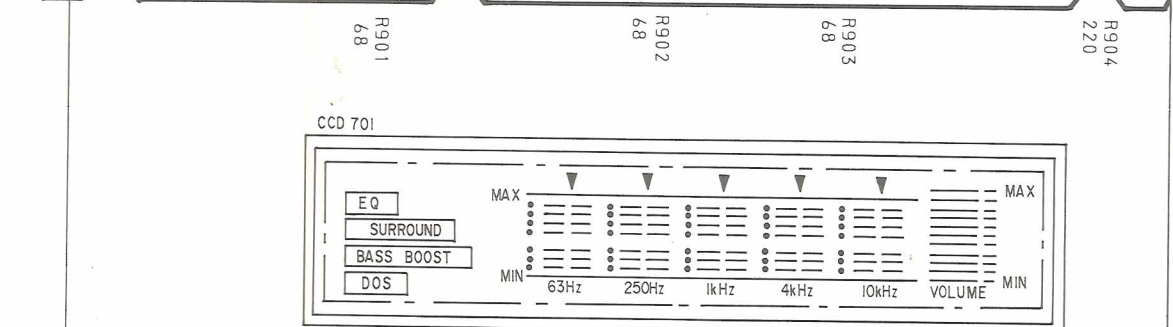 R901
68
R902
68
R903
68
R904
220
CCD 701
EQ
SURROUND
BASS BOOST
DOS
MAX
MIN
63Hz
250Hz
1kHz
4kHz
10kHz
VOLUME
MAX
MIN